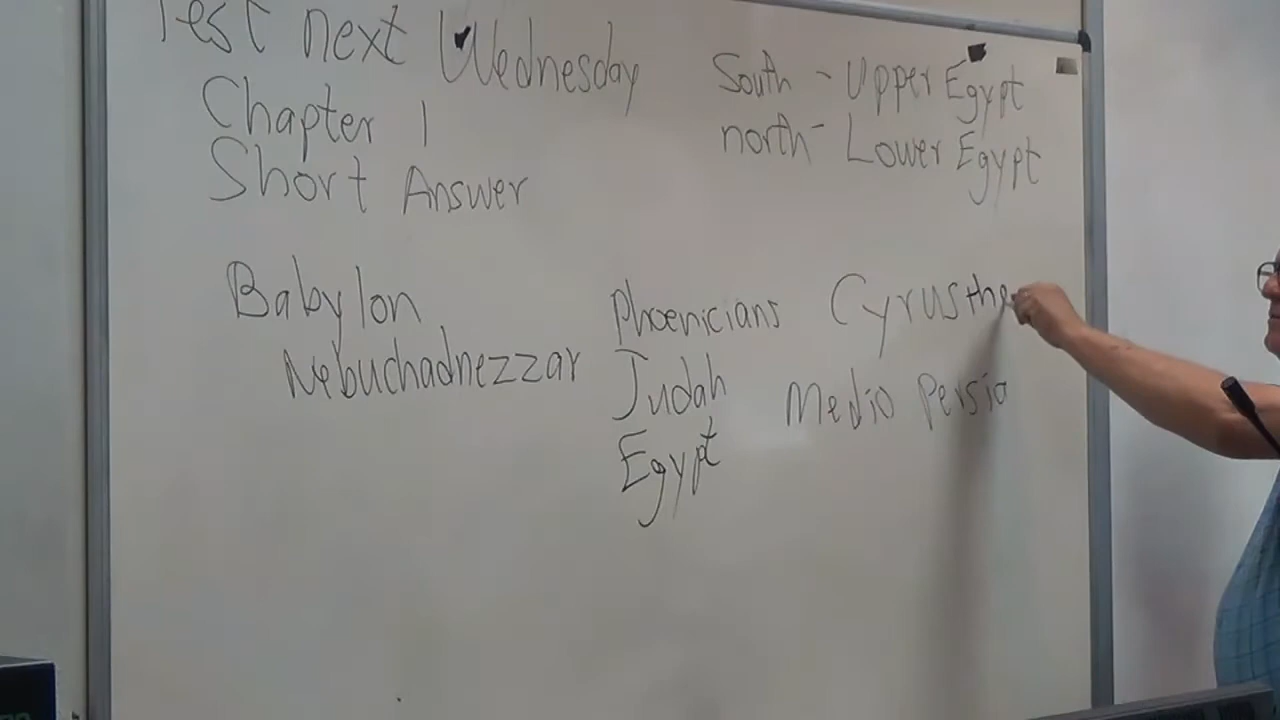 Test next Wednesday
Chapter 1
Short Answer
South - Upper Egypt
north - Lower Egypt
Babylon
Nebuchadnezzar
Phoenicians
Judah
Egypt
Cyrus the
Medio Persia